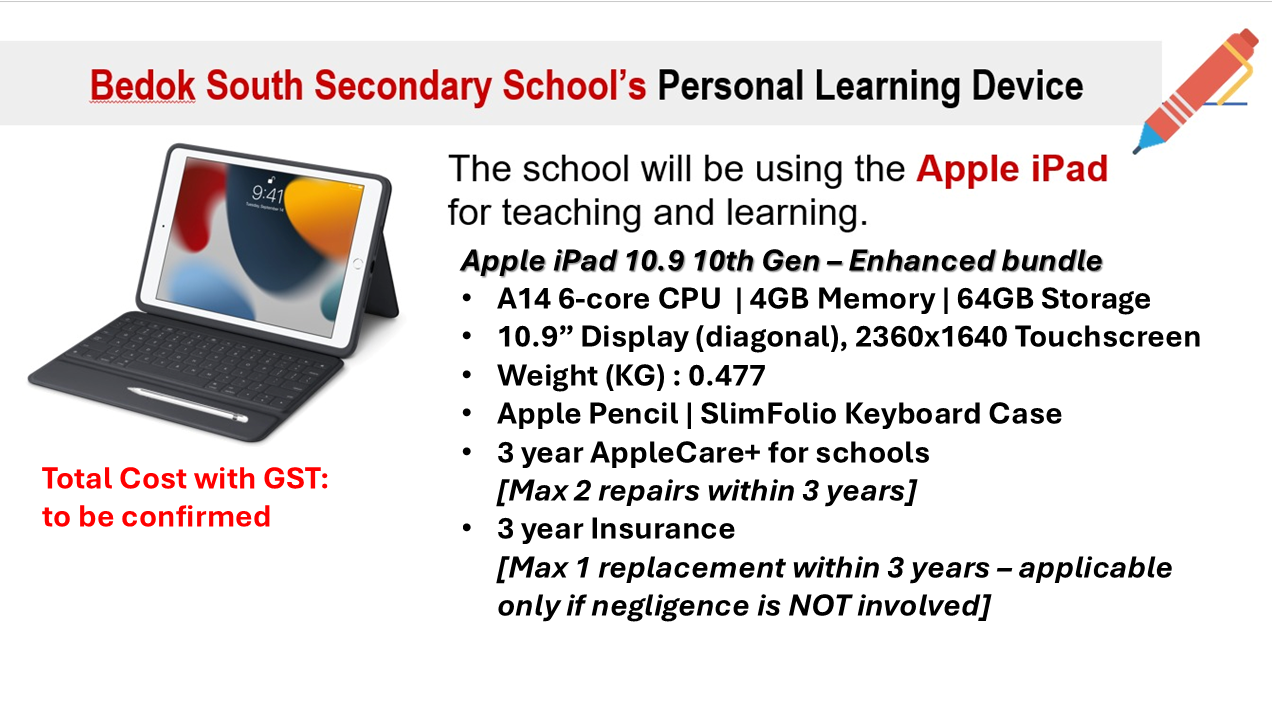 Bedok South Secondary School’s Personal Learning Device
9:41
The school will be using the Apple iPad
for teaching and learning.
Apple iPad 10.9 10th Gen – Enhanced bundle
• A14 6-core CPU | 4GB Memory | 64GB Storage
• 10.9” Display (diagonal), 2360x1640 Touchscreen
• Weight (KG) : 0.477
• Apple Pencil | SlimFolio Keyboard Case
• 3 year AppleCare+ for schools
[Max 2 repairs within 3 years]
• 3 year Insurance
[Max 1 replacement within 3 years – applicable
only if negligence is NOT involved]
Total Cost with GST:
to be confirmed